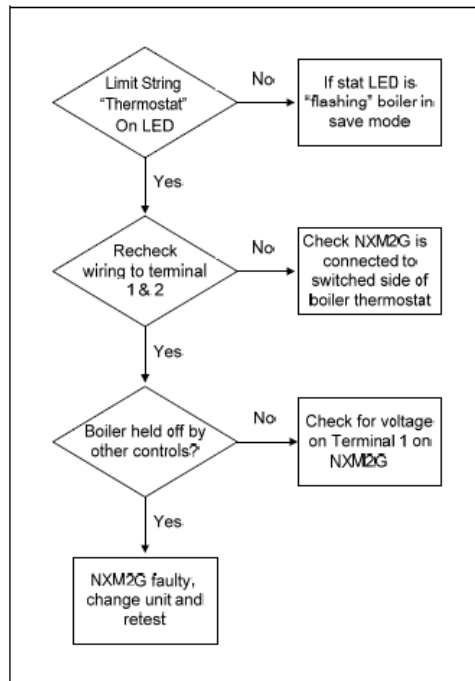 Limit String
"Thermostat"
On LED
No
If stat LED is
"flashing" boiler in
save mode
Yes
Recheck
wiring to terminal
1 & 2
No
Check NXM2G is
connected to
switched side of
boiler thermostat
Yes
Boiler held off by
other controls?
No
Check for voltage
on Terminal 1 on
NXM2G
Yes
NXM2G faulty,
change unit and
retest